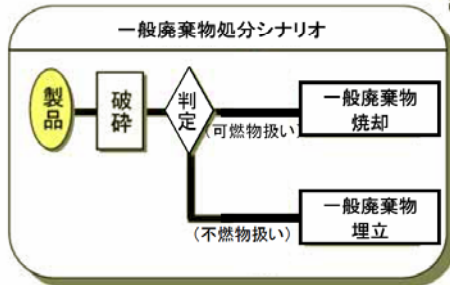 一般廃棄物処分シナリオ
製品
破砕
判定
(可燃物扱い)
一般廃棄物
焼却
(不燃物扱い)
一般廃棄物
埋立